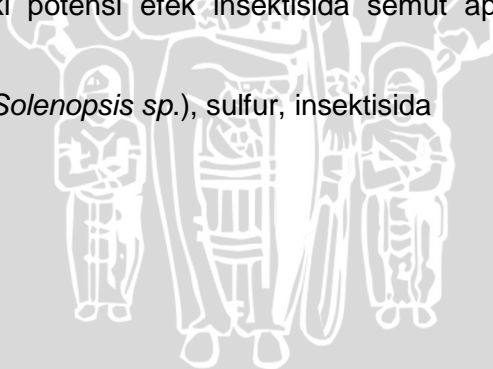 ki potensi efek insektisida semut ap
Solenopsis sp.), sulfur, insektisida